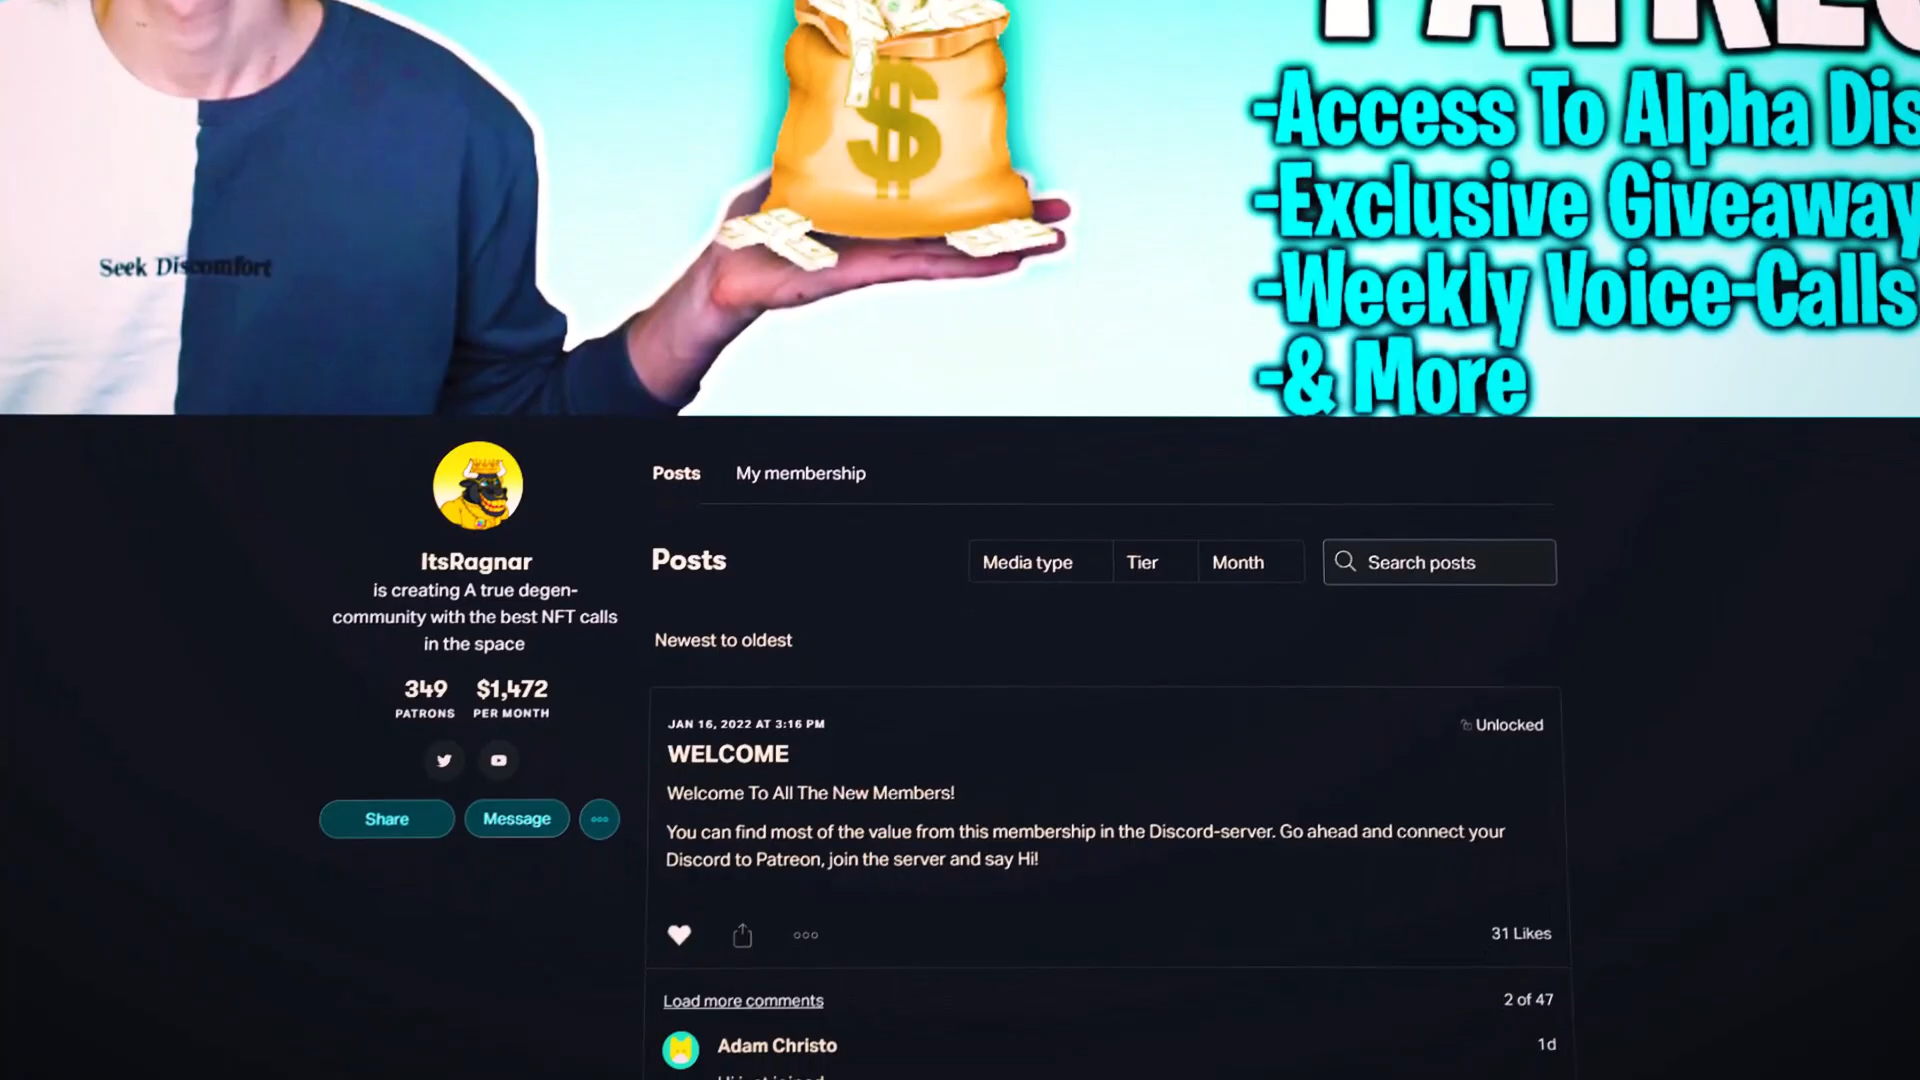 -Access To Alpha
-Exclusive
-Weekly Voice-Calls
-& More
Seek Discomfort
$
Posts
My membership
ItsRagnar
is creating A true degen-
community with the best NFT calls
in the space
349
PATRONS
$1,472
PER MONTH
Share
Message
Posts
Media type
Tier
Month
Search posts
Newest to oldest
JAN 16, 2022 AT 3:16 PM
Unlocked
WELCOME
Welcome To All The New Members!
You can find most of the value from this membership in the Discord-server. Go ahead and connect your
Discord to Patreon, join the server and say Hi!
31 Likes
Load more comments
2 of 47
Adam Christo
1d